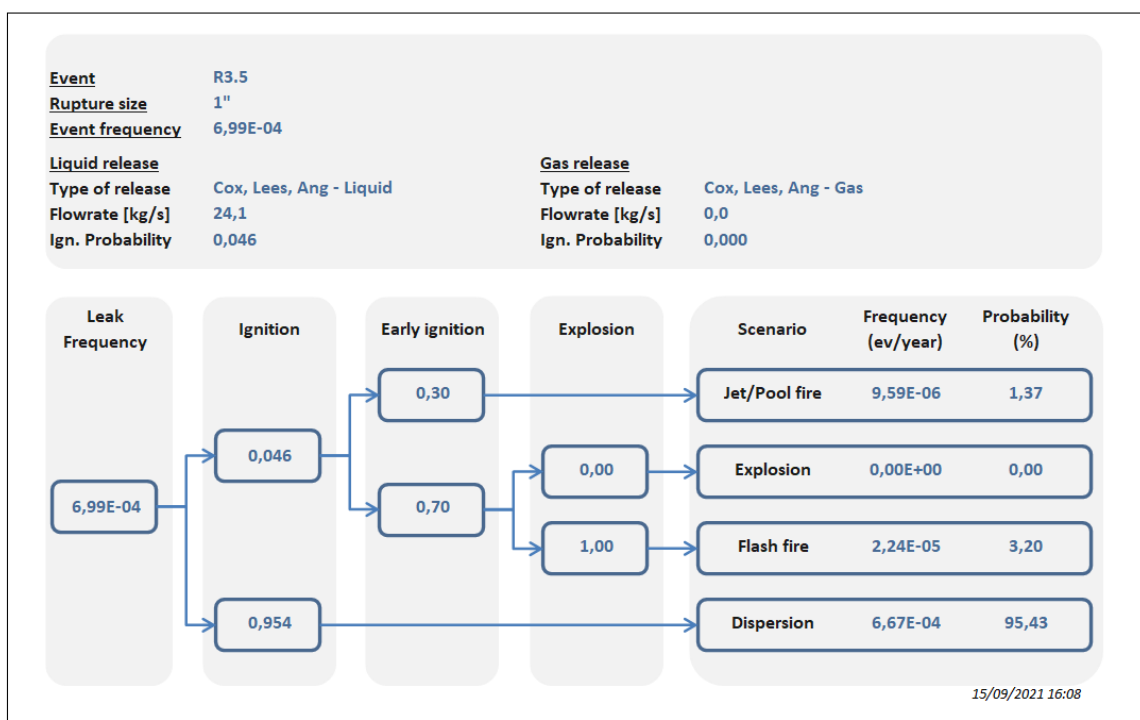 Event R3.5
Rupture size 1"
Event frequency 6,99E-04
Liquid release Gas release
Type of release Cox, Lees, Ang - Liquid Type of release Cox, Lees, Ang - Gas
Flowrate [kg/s] 24,1 Flowrate [kg/s] 0,0
Ign. Probability 0,046 Ign. Probability 0,000
Leak
Frequency
Ignition
Early ignition
Explosion
Scenario
Frequency
(ev/year)
Probability
(%)
0,30
Jet/Pool fire 9,59E-06 1,37
0,046
0,00
Explosion 0,00E+00 0,00
6,99E-04
0,70
1,00
Flash fire 2,24E-05 3,20
0,954
Dispersion 6,67E-04 95,43
15/09/2021 16:08